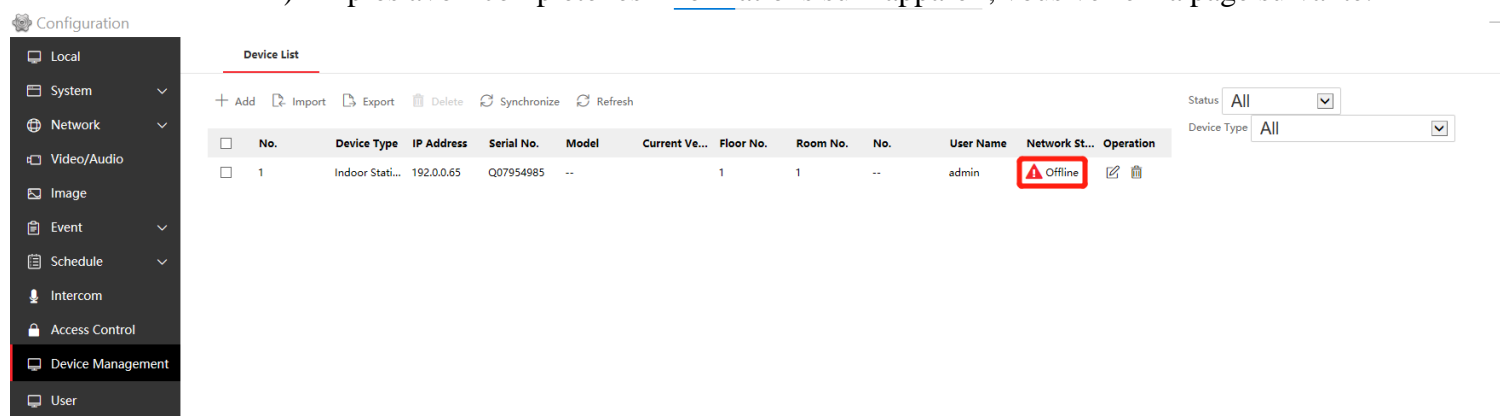 Configuration
Local
System
Network
Video/Audio
Image
Event
Schedule
Intercom
Access Control
Device Management
User
Device List
Add Import Export Delete Synchronize Refresh
Status All
Device Type All
No. Device Type IP Address Serial No. Model Current Ve... Floor No. Room No. No. User Name Network St... Operation
1 Indoor Stati... 192.0.0.65 Q07954985 -- 1 1 -- admin Offline